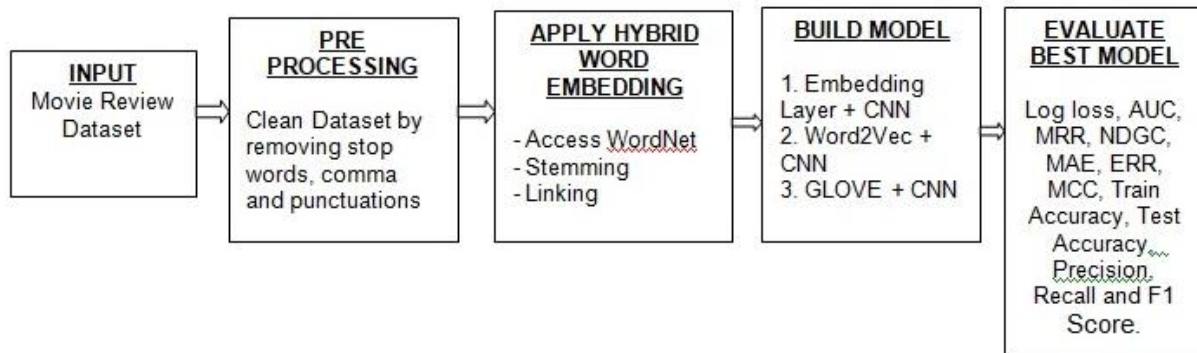 INPUT
Movie Review
Dataset
PRE
PROCESSING
Clean Dataset by
removing stop
words, comma
and punctuations
APPLY HYBRID
WORD
EMBEDDING
- Access WordNet
- Stemming
- Linking
BUILD MODEL
1. Embedding
Layer + CNN
2. Word2Vec +
CNN
3. GLOVE + CNN
EVALUATE
BEST MODEL
Log loss, AUC,
MRR, NDGC,
MAE, ERR,
MCC, Train
Accuracy, Test
Accuracy,
Precision,
Recall and F1
Score.